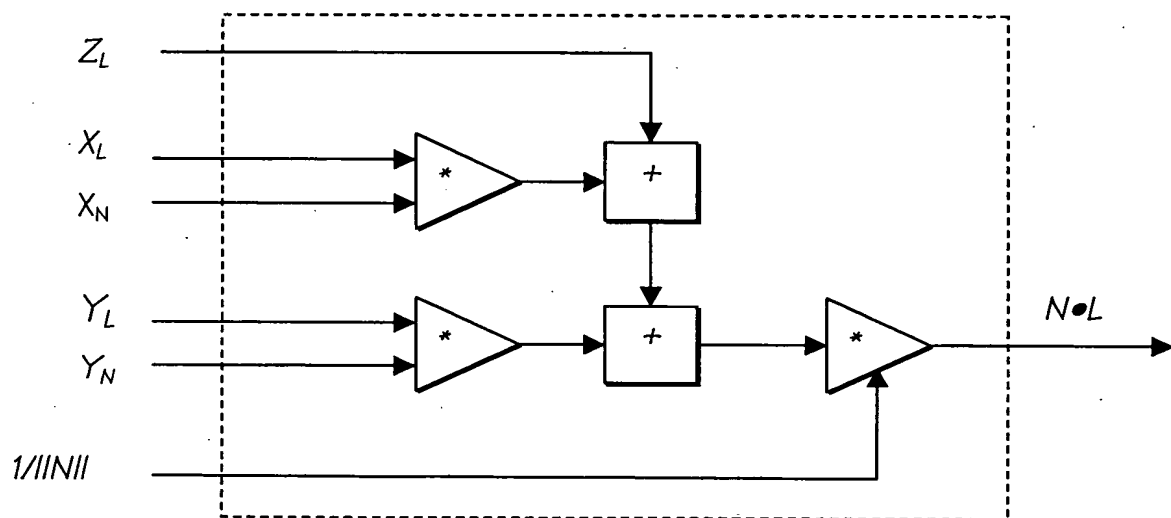 Z_L
X_L
*
+
X_N
Y_L
*
+
*
N•L
Y_N
1/||N||